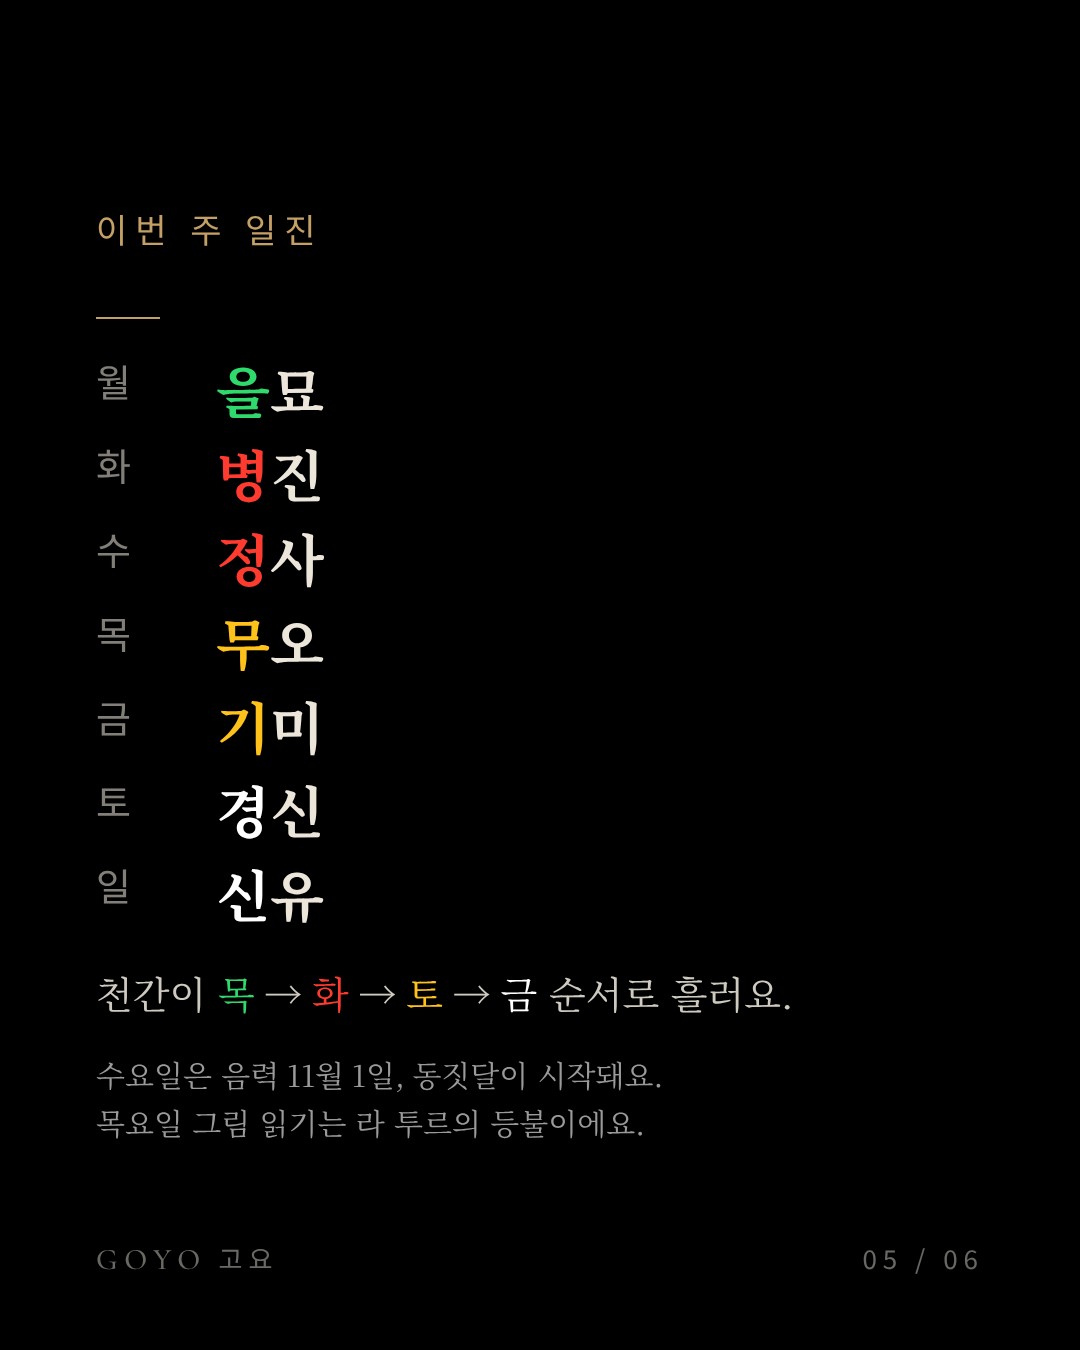 이번 주 일진
월 을묘
화 병진
수 정사
목 무오
금 기미
토 경신
일 신유
천간이 목 → 화 → 토 → 금 순서로 흘러요.
수요일은 음력 11월 1일, 동짓달이 시작돼요.
목요일 그림 읽기는 라 투르의 등불이에요.
GOYO 고요
05 / 06